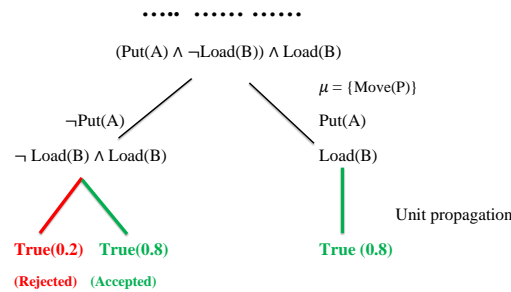 (Put(A) ∧ ¬Load(B)) ∧ Load(B)
μ = {Move(P)}
¬Put(A)
Put(A)
¬ Load(B) ∧ Load(B)
Load(B)
Unit propagation
True(0.2) True(0.8)
True (0.8)
(Rejected) (Accepted)